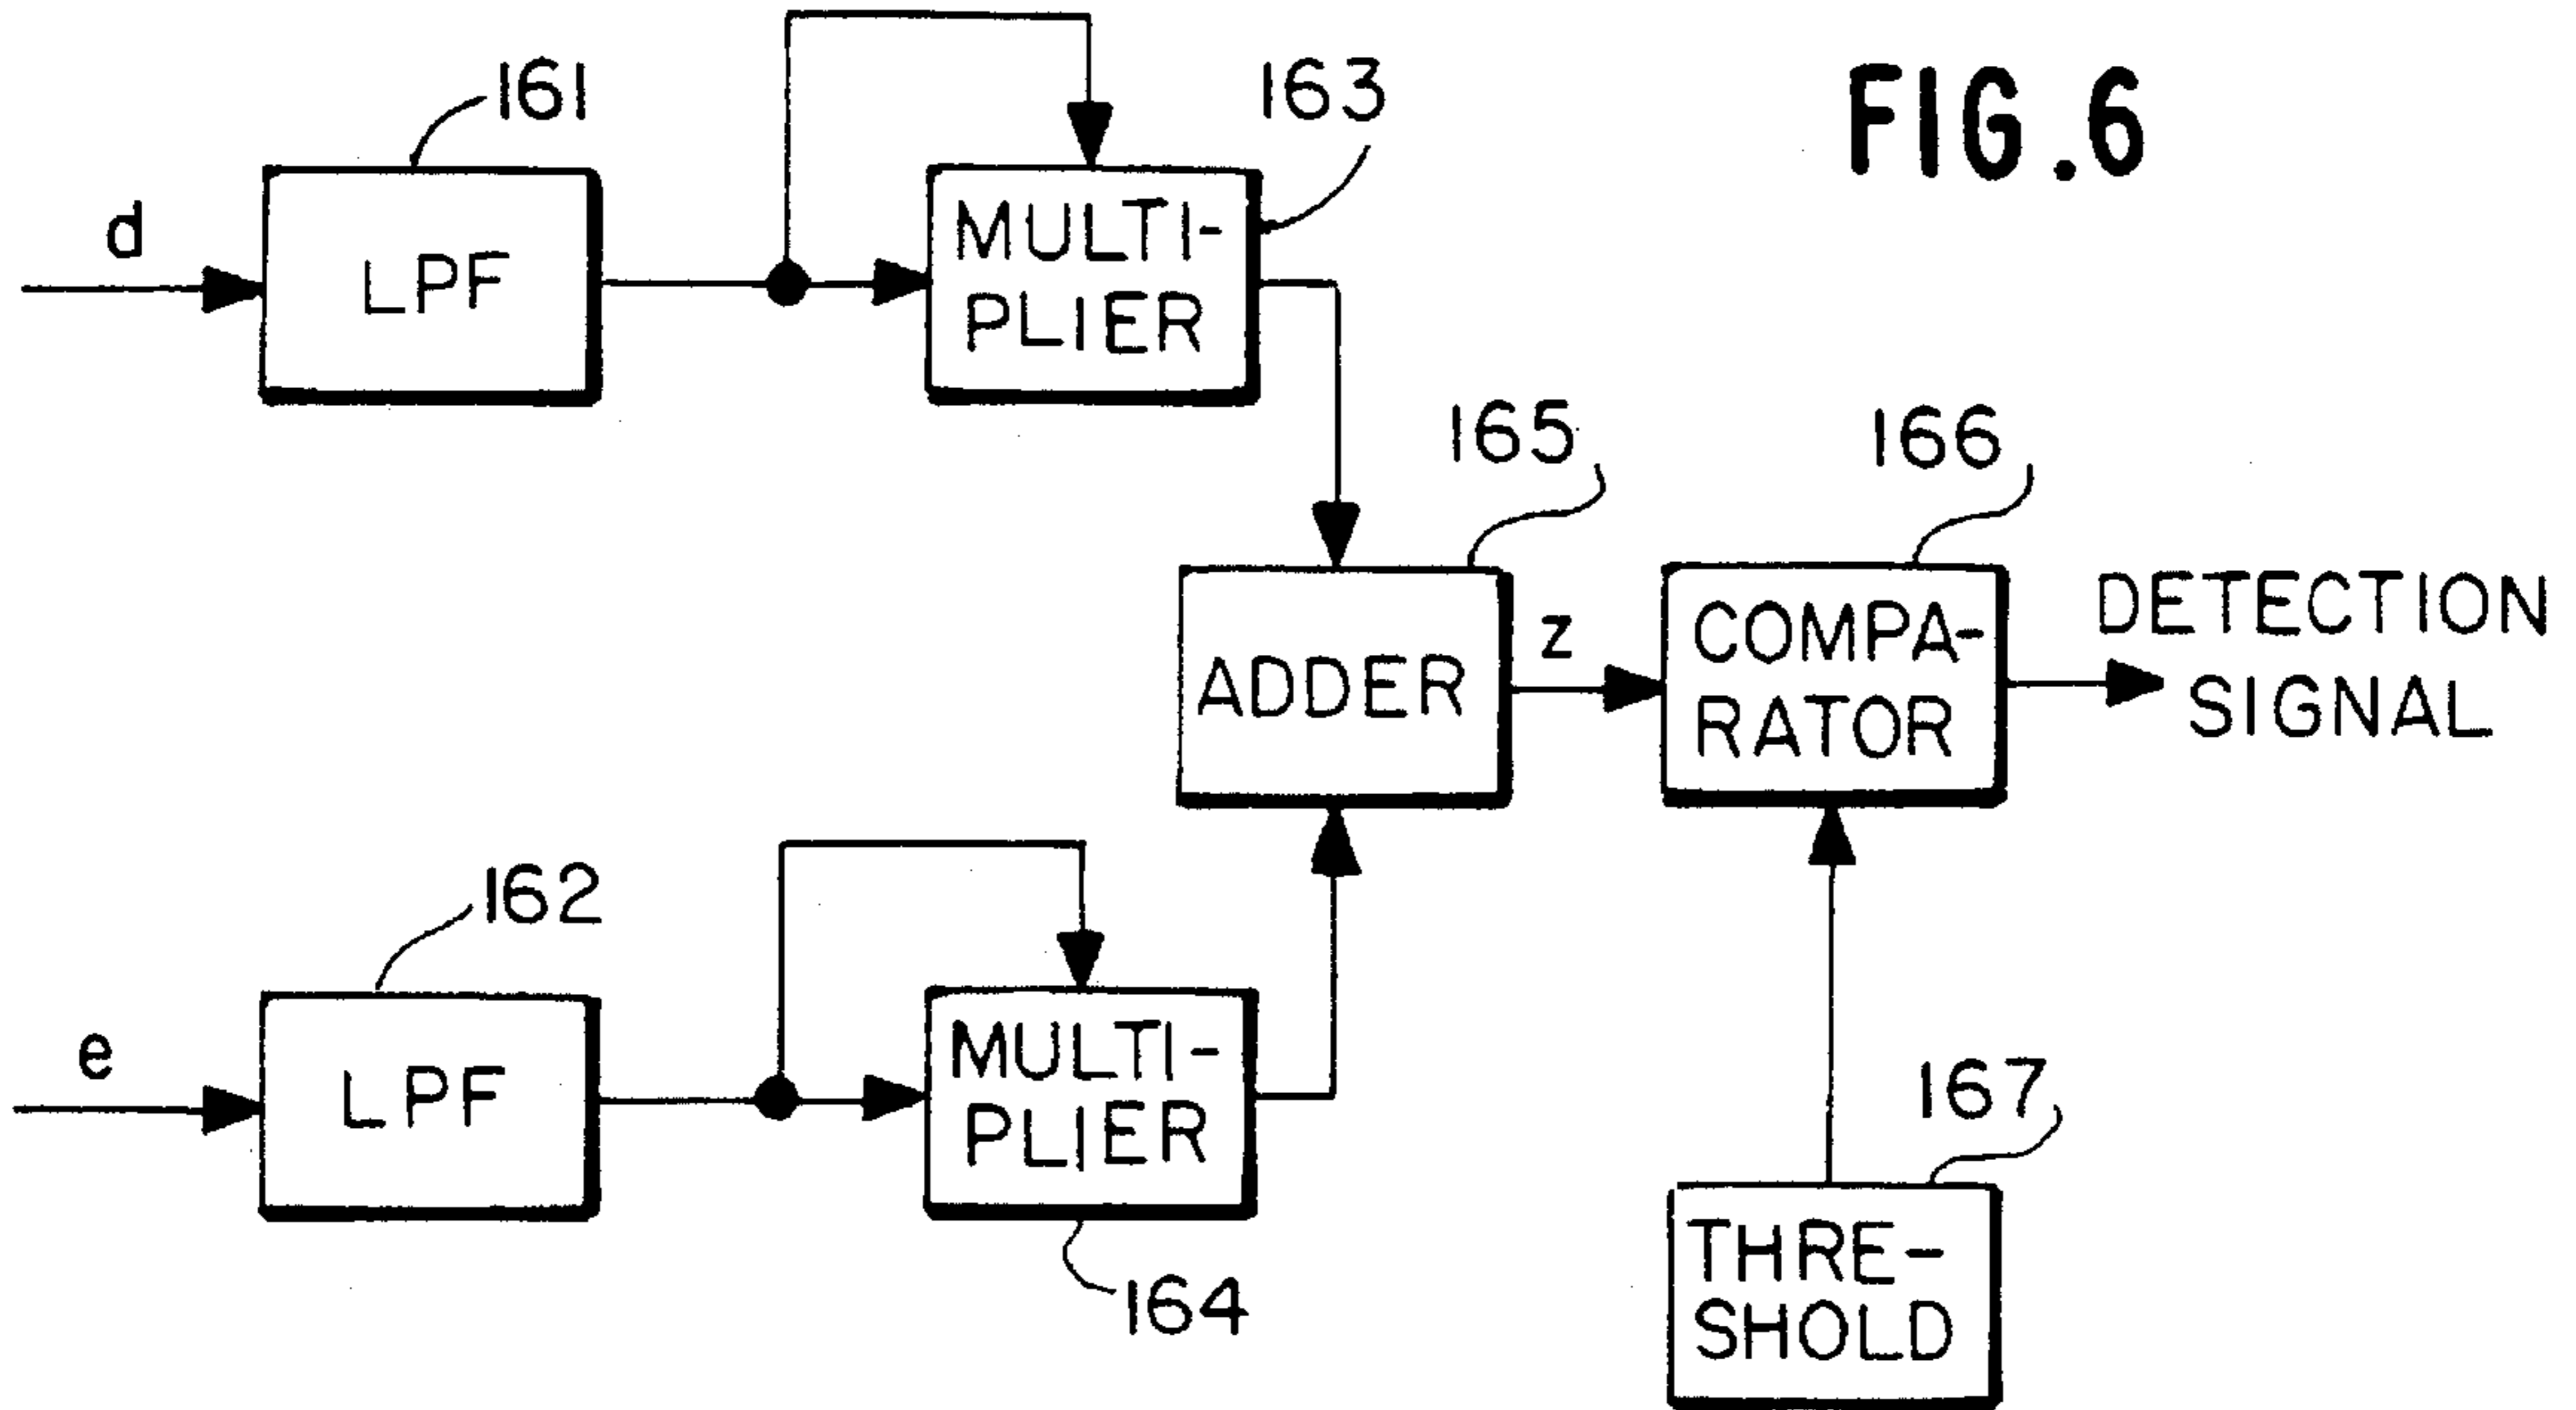 FIG.6
161
163
d
LPF
MULTI-
PLIER
165
166
ADDER
z
COMPA-
RATOR
DETECTION
SIGNAL
162
e
LPF
MULTI-
PLIER
164
167
THRE-
SHOLD